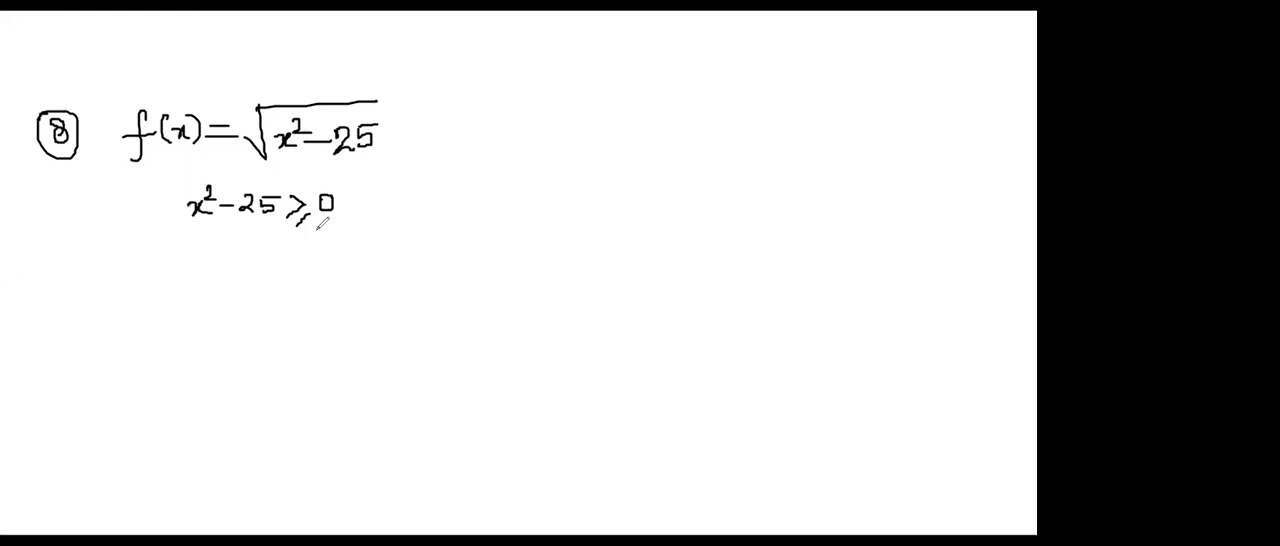 ⑧ f(x) = √(x² − 25)
x² − 25 ⩾ 0